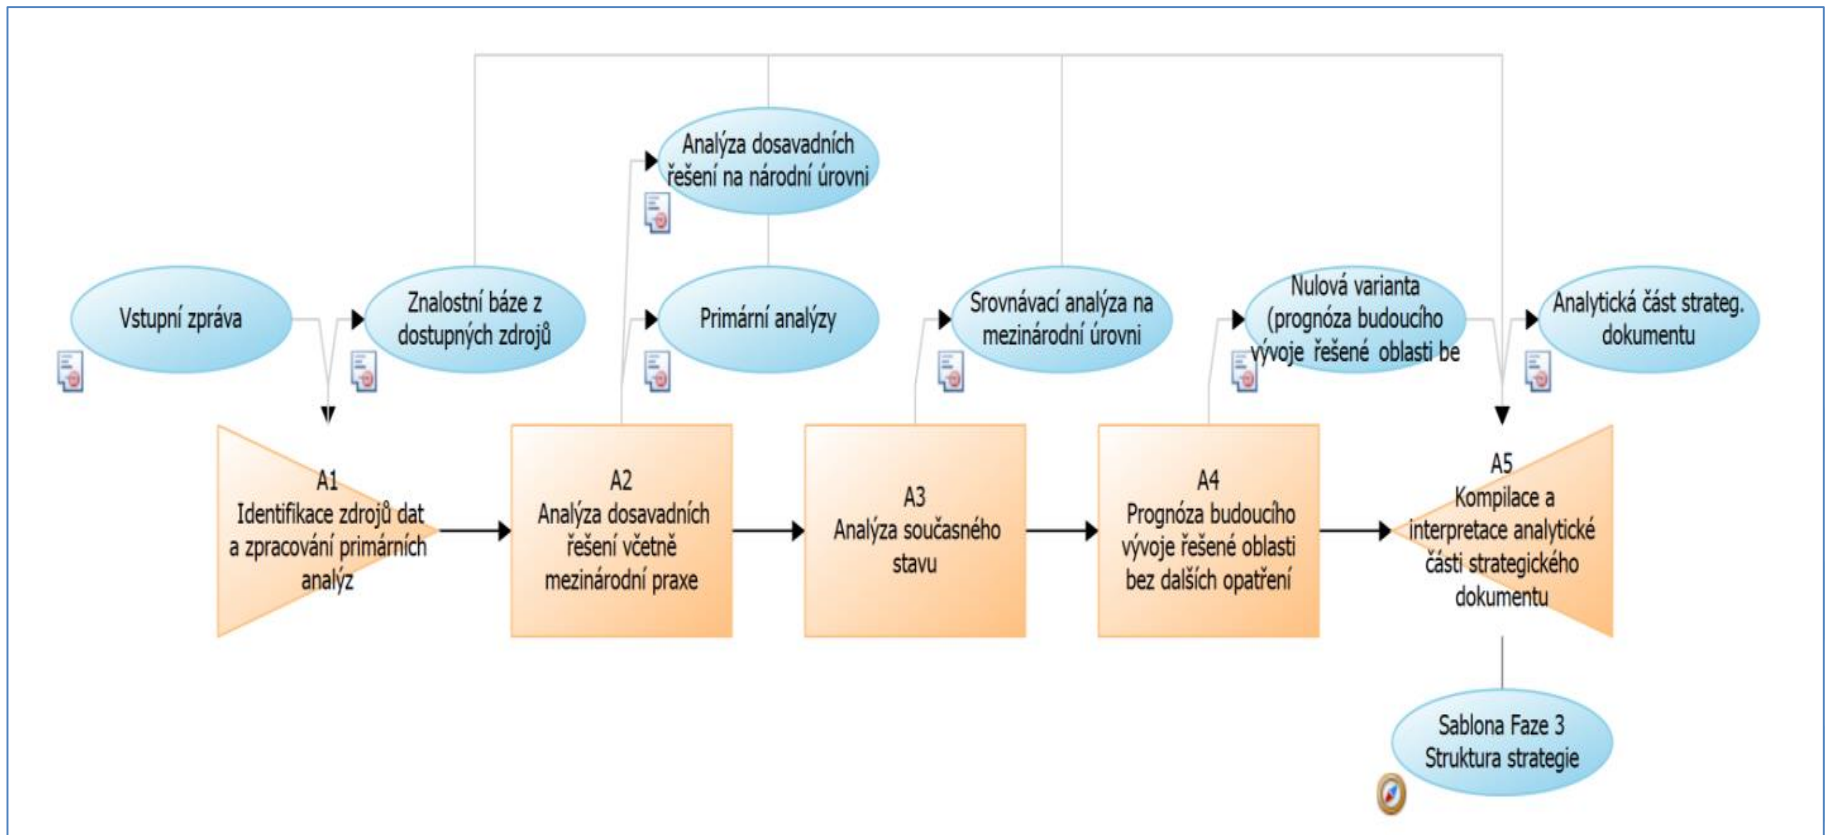 Analýza dosavadních
řešení na národní úrovni
Vstupní zpráva
Znalostní báze z
dostupných zdrojů
Primární analýzy
Srovnávací analýza na
mezinárodní úrovni
Nulová varianta
(prognóza budoucího
vývoje řešené oblasti be
Analytická část strateg.
dokumentu
A1
Identifikace zdrojů dat
a zpracování primárních
analýz
A2
Analýza dosavadních
řešení včetně
mezinárodní praxe
A3
Analýza současného
stavu
A4
Prognóza budoucího
vývoje řešené oblasti
bez dalších opatření
A5
Kompilace a
interpretace analytické
části strategického
dokumentu
Sablona Faze 3
Struktura strategie